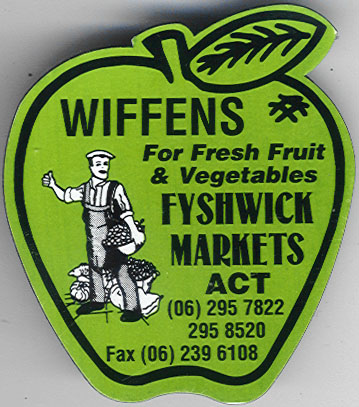 WIFFENS
For Fresh Fruit
& Vegetables
FYSHWICK
MARKETS
ACT
(06) 295 7822
295 8520
Fax (06) 239 6108